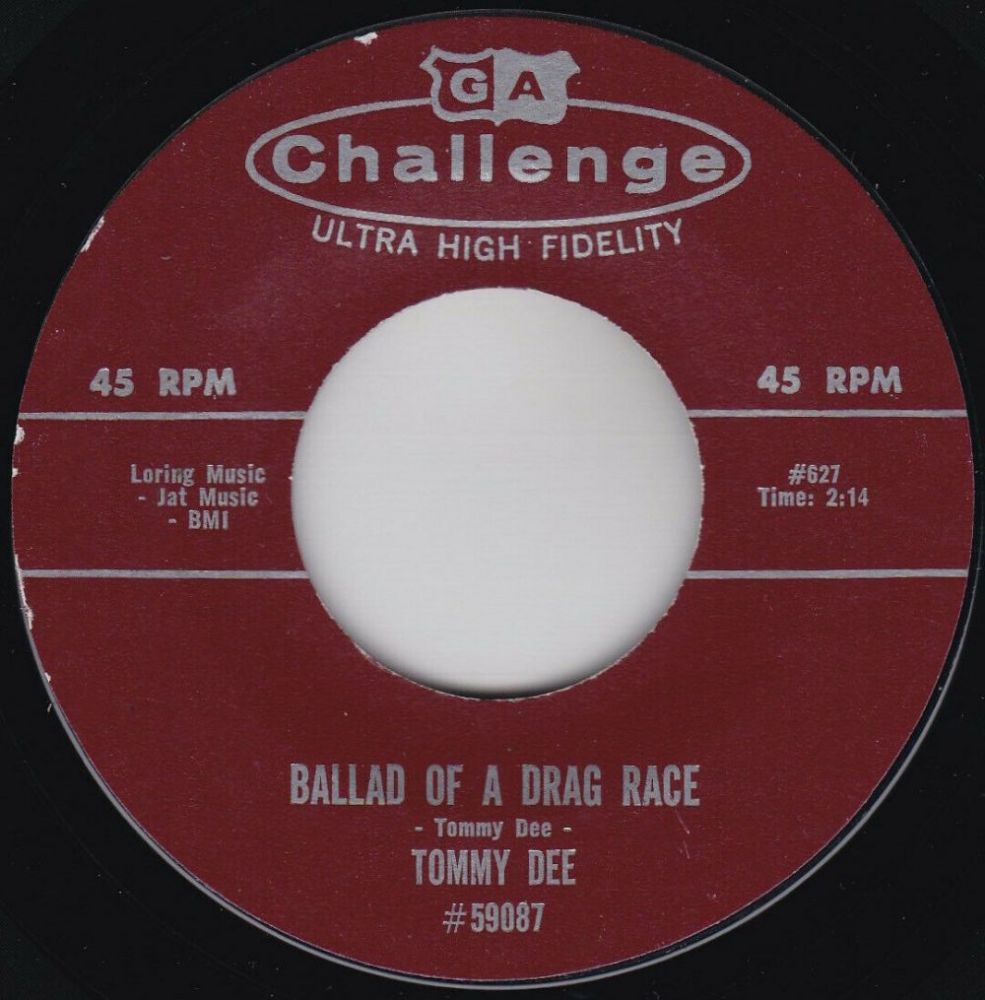 GA
Challenge
ULTRA HIGH FIDELITY
45 RPM
45 RPM
Loring Music
- Jat Music
- BMI
#627
Time: 2:14
BALLAD OF A DRAG RACE
- Tommy Dee -
TOMMY DEE
#59087